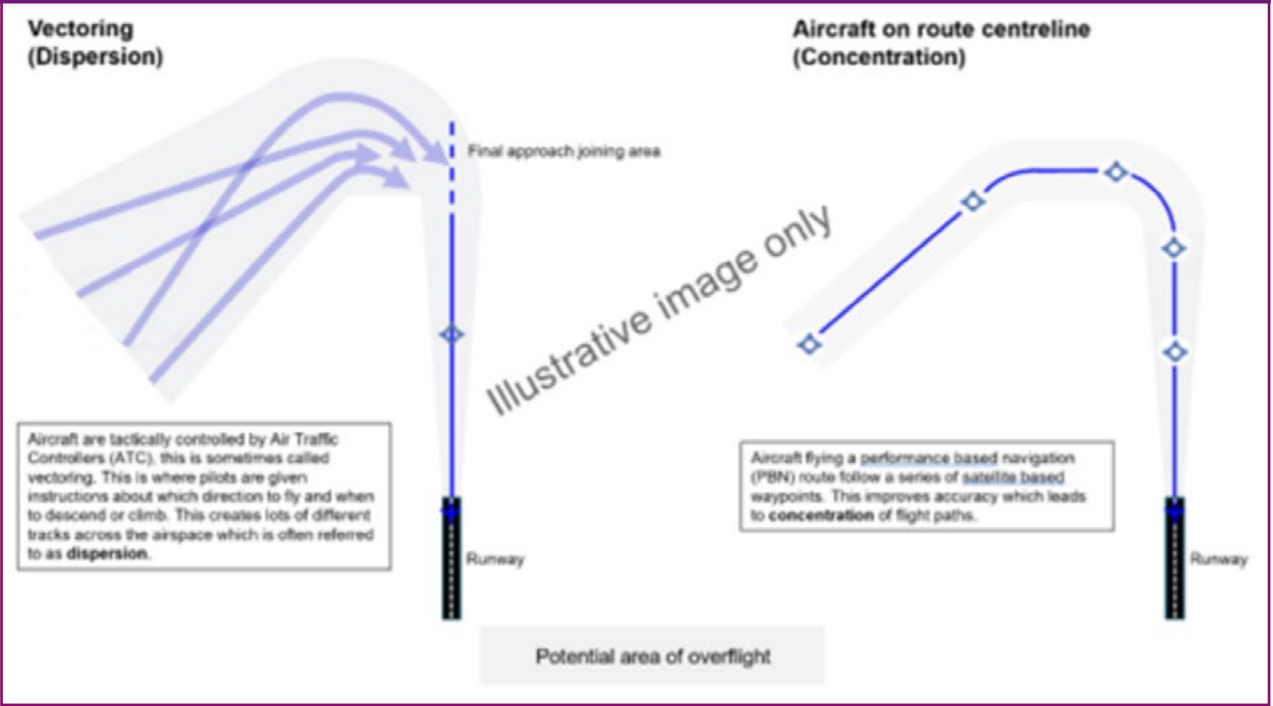 Vectoring
(Dispersion)
Aircraft on route centreline
(Concentration)
Final approach joining area
Illustrative image only
Aircraft are tactically controlled by Air Traffic
Controllers (ATC), this is sometimes called
vectoring. This is where pilots are given
instructions about which direction to fly and when
to descend or climb. This creates lots of different
tracks across the airspace which is often referred
to as dispersion.
Aircraft flying a performance based navigation
(PBN) route follow a series of satellite based
waypoints. This improves accuracy which leads
to concentration of flight paths.
Runway
Runway
Potential area of overflight